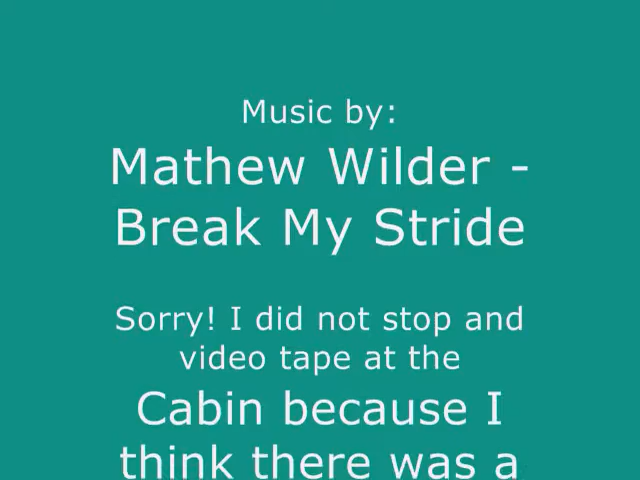 Music by:
Mathew Wilder -
Break My Stride
Sorry! I did not stop and
video tape at the
Cabin because I
think there was a